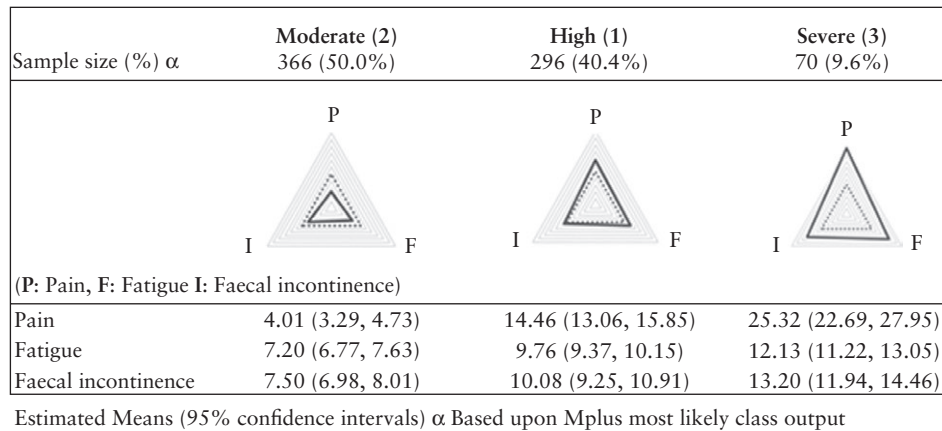 Moderate (2) High (1) Severe (3)
Sample size (%) α 366 (50.0%) 296 (40.4%) 70 (9.6%)
P P P
I F I F I F
(P: Pain, F: Fatigue I: Faecal incontinence)
Pain 4.01 (3.29, 4.73) 14.46 (13.06, 15.85) 25.32 (22.69, 27.95)
Fatigue 7.20 (6.77, 7.63) 9.76 (9.37, 10.15) 12.13 (11.22, 13.05)
Faecal incontinence 7.50 (6.98, 8.01) 10.08 (9.25, 10.91) 13.20 (11.94, 14.46)
Estimated Means (95% confidence intervals) α Based upon Mplus most likely class output